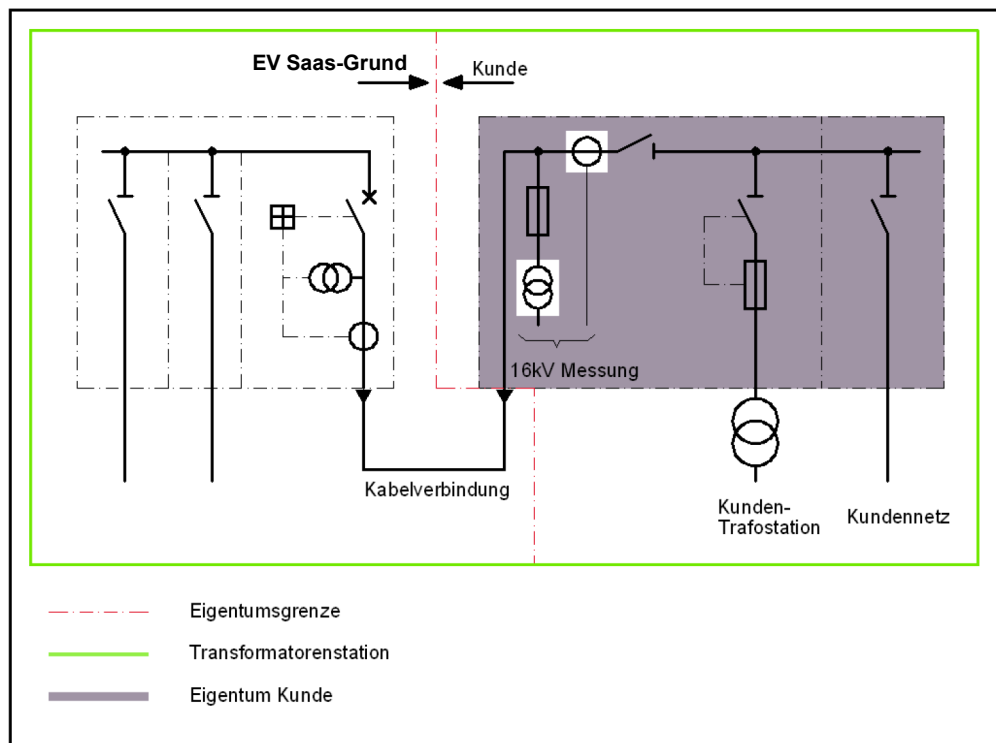 EV Saas-Grund
Kunde
16kV Messung
Kabelverbindung
Kunden-
Trafostation
Kundennetz
Eigentumsgrenze
Transformatorenstation
Eigentum Kunde